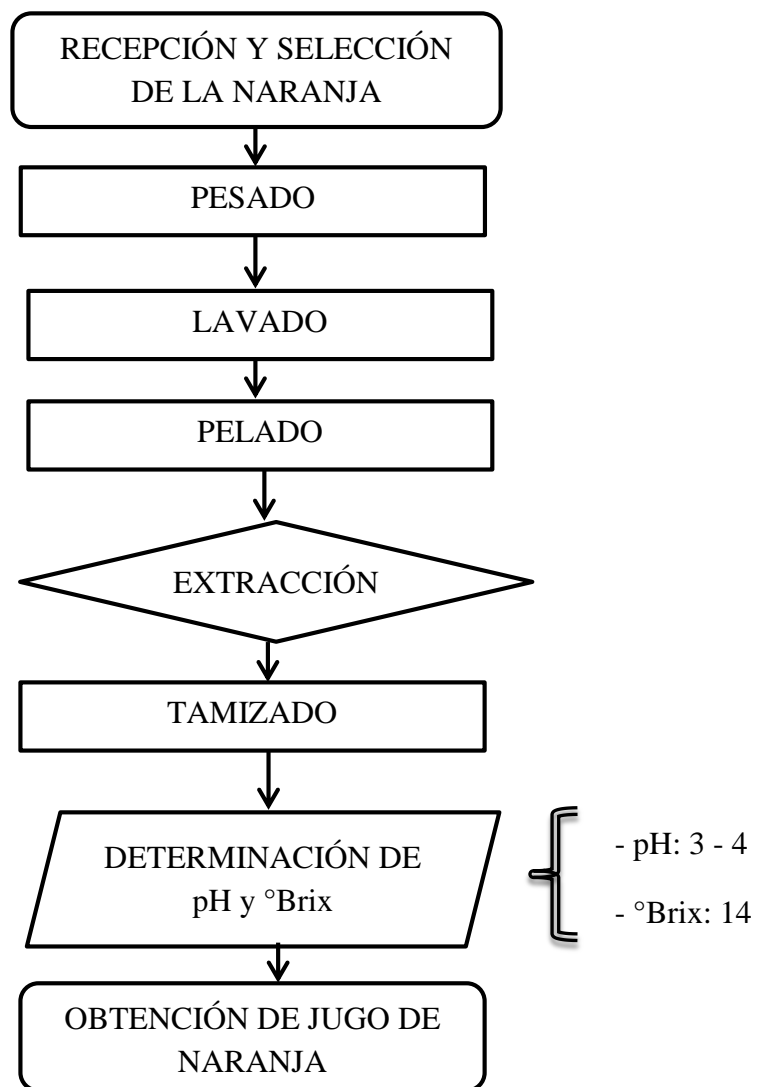 RECEPCIÓN Y SELECCIÓN
DE LA NARANJA
PESADO
LAVADO
PELADO
EXTRACCIÓN
TAMIZADO
DETERMINACIÓN DE
pH y °Brix
- pH: 3 - 4
- °Brix: 14
OBTENCIÓN DE JUGO DE
NARANJA